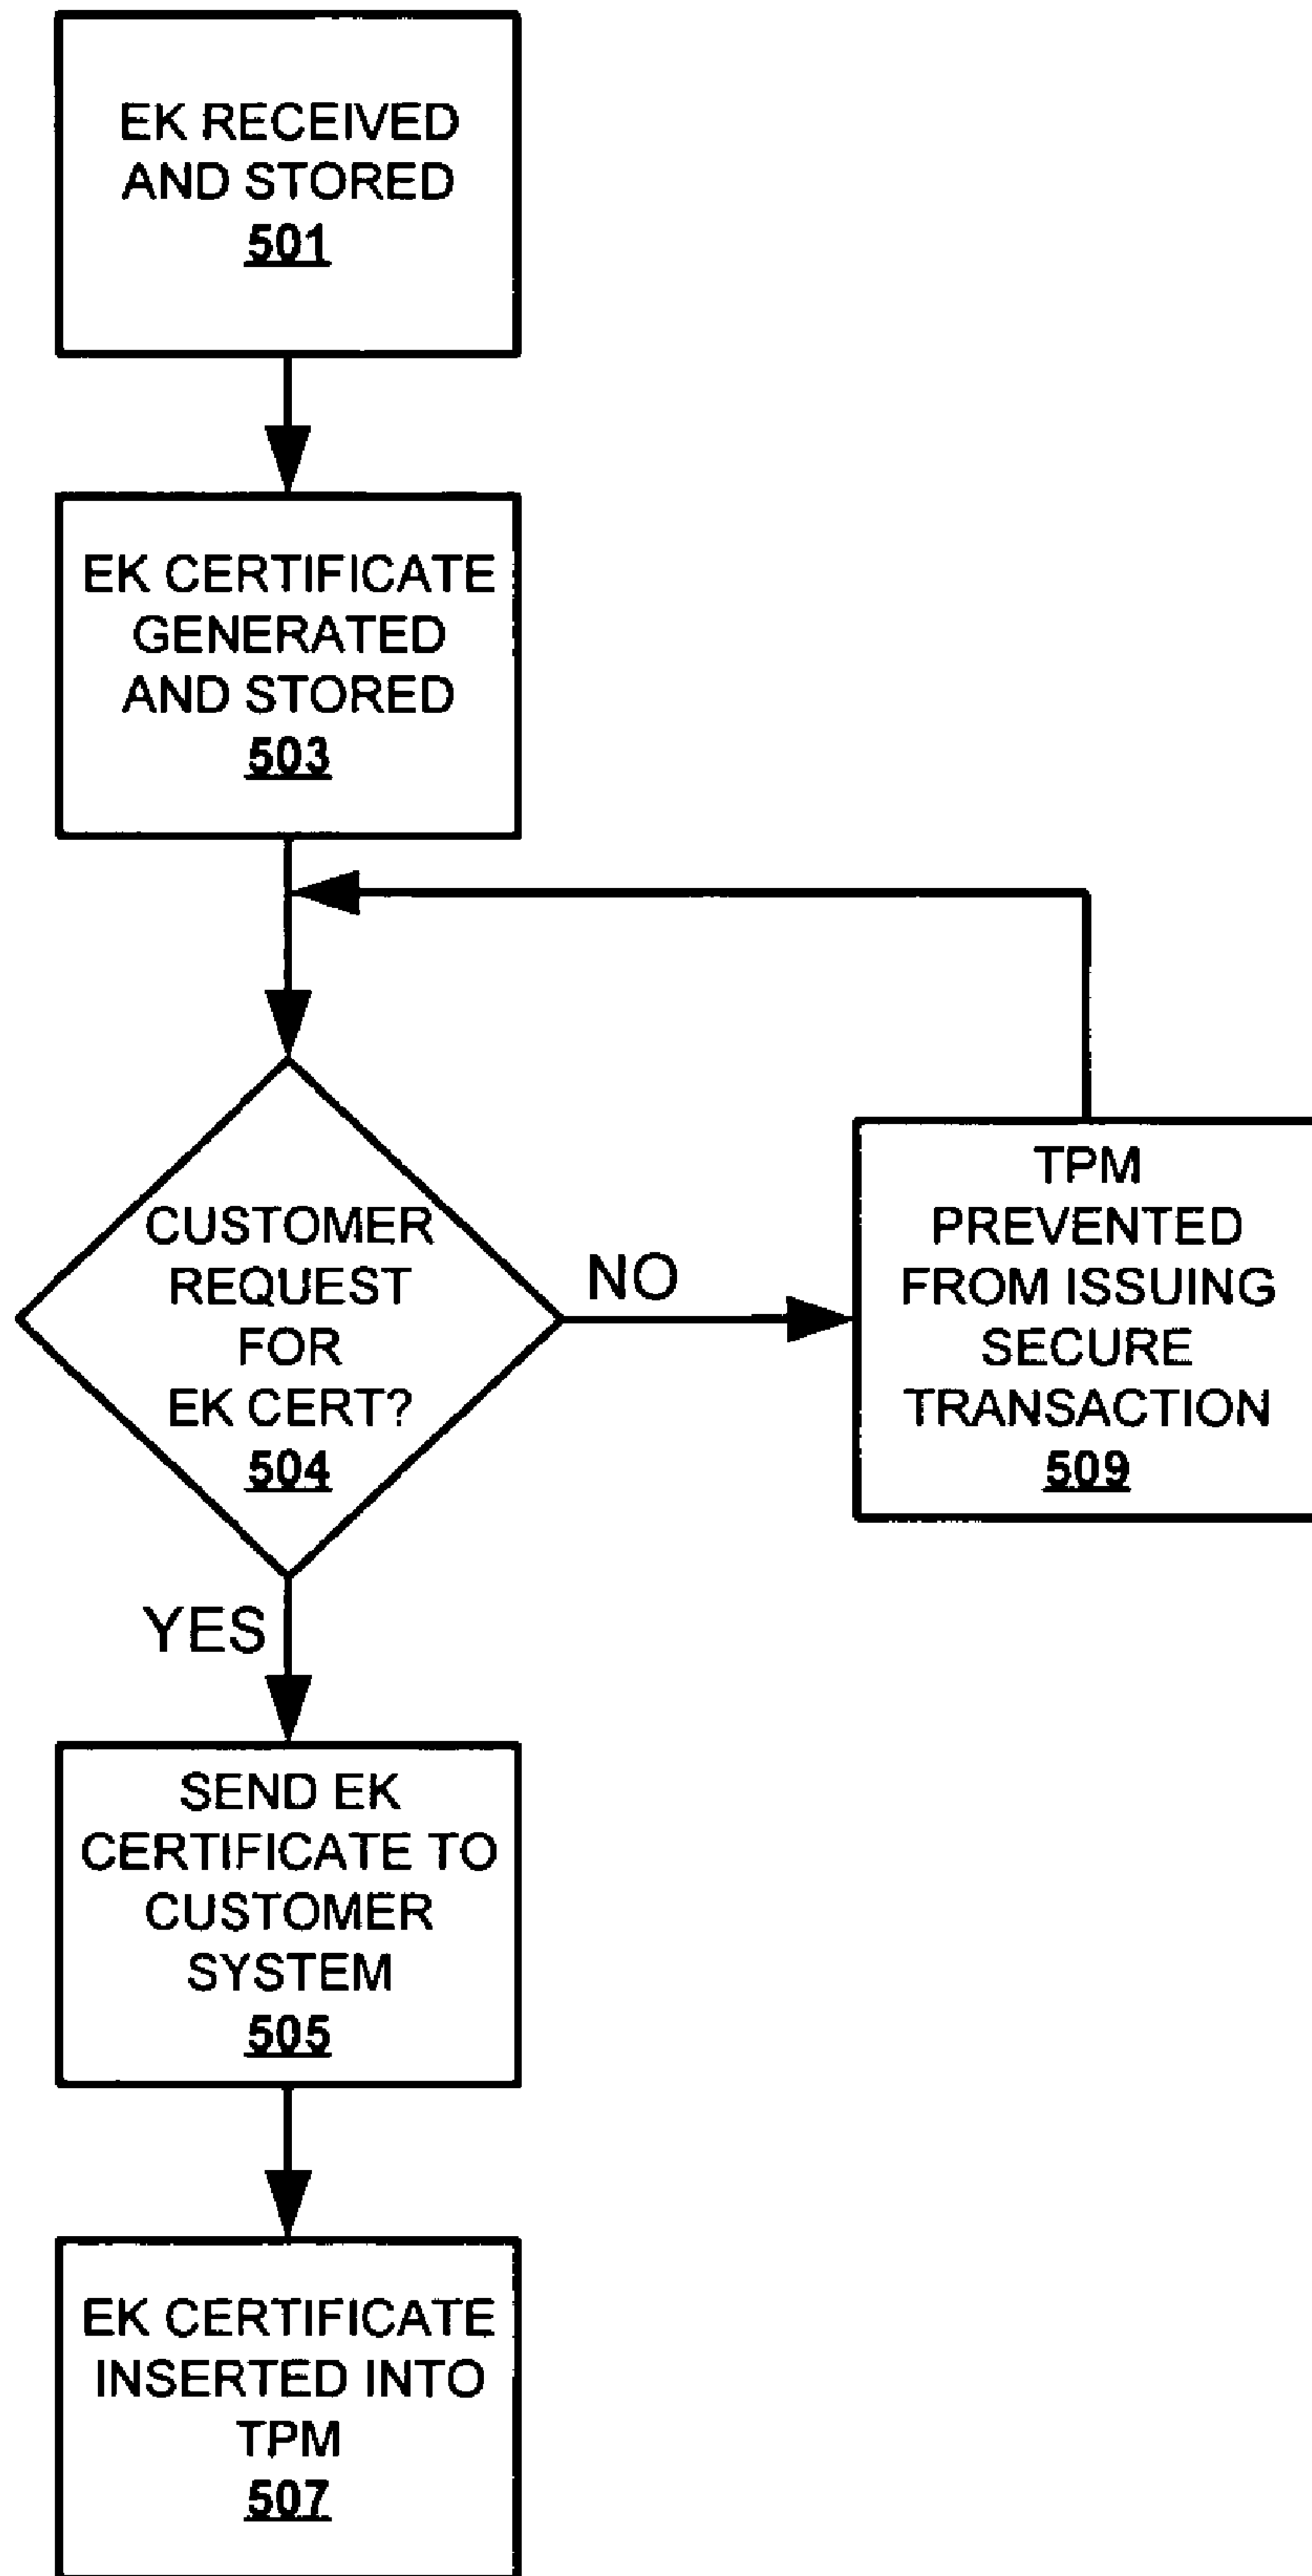 EK RECEIVED
AND STORED
501
EK CERTIFICATE
GENERATED
AND STORED
503
CUSTOMER
REQUEST
FOR
EK CERT?
504
NO
TPM
PREVENTED
FROM ISSUING
SECURE
TRANSACTION
509
YES
SEND EK
CERTIFICATE TO
CUSTOMER
SYSTEM
505
EK CERTIFICATE
INSERTED INTO
TPM
507